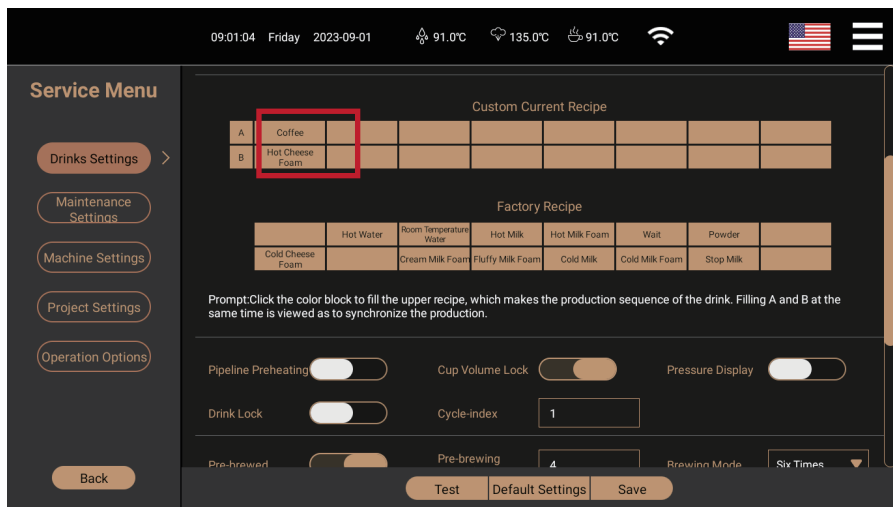 09:01:04 Friday 2023-09-01 91.0℃ 135.0℃ 91.0℃
Service Menu
Drinks Settings >
Maintenance
Settings
Machine Settings
Project Settings
Operation Options
Back
Custom Current Recipe
A Coffee
B Hot Cheese
Foam
Factory Recipe
Hot Water Room Temperature
Water Hot Milk Hot Milk Foam Wait Powder
Cold Cheese
Foam Cream Milk Foam Fluffy Milk Foam Cold Milk Cold Milk Foam Stop Milk
Prompt:Click the color block to fill the upper recipe, which makes the production sequence of the drink. Filling A and B at the
same time is viewed as to synchronize the production.
Pipeline Preheating Cup Volume Lock Pressure Display
Drink Lock Cycle-index 1
Pre-brewed Pre-brewing 4 Brewing Mode Six Times
Test Default Settings Save